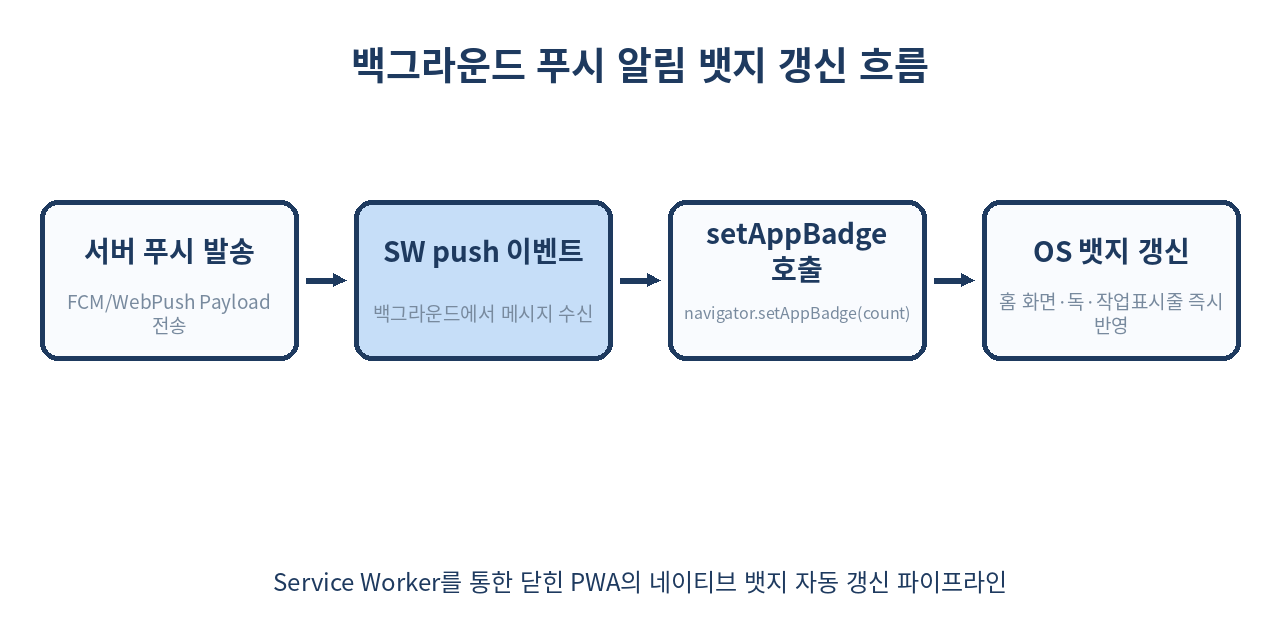 백그라운드 푸시 알림 뱃지 갱신 흐름
서버 푸시 발송
FCM/WebPush Payload
전송
SW push 이벤트
백그라운드에서 메시지 수신
setAppBadge
호출
navigator.setAppBadge(count)
OS 뱃지 갱신
홈 화면·독·작업표시줄 즉시
반영
Service Worker를 통한 닫힌 PWA의 네이티브 뱃지 자동 갱신 파이프라인